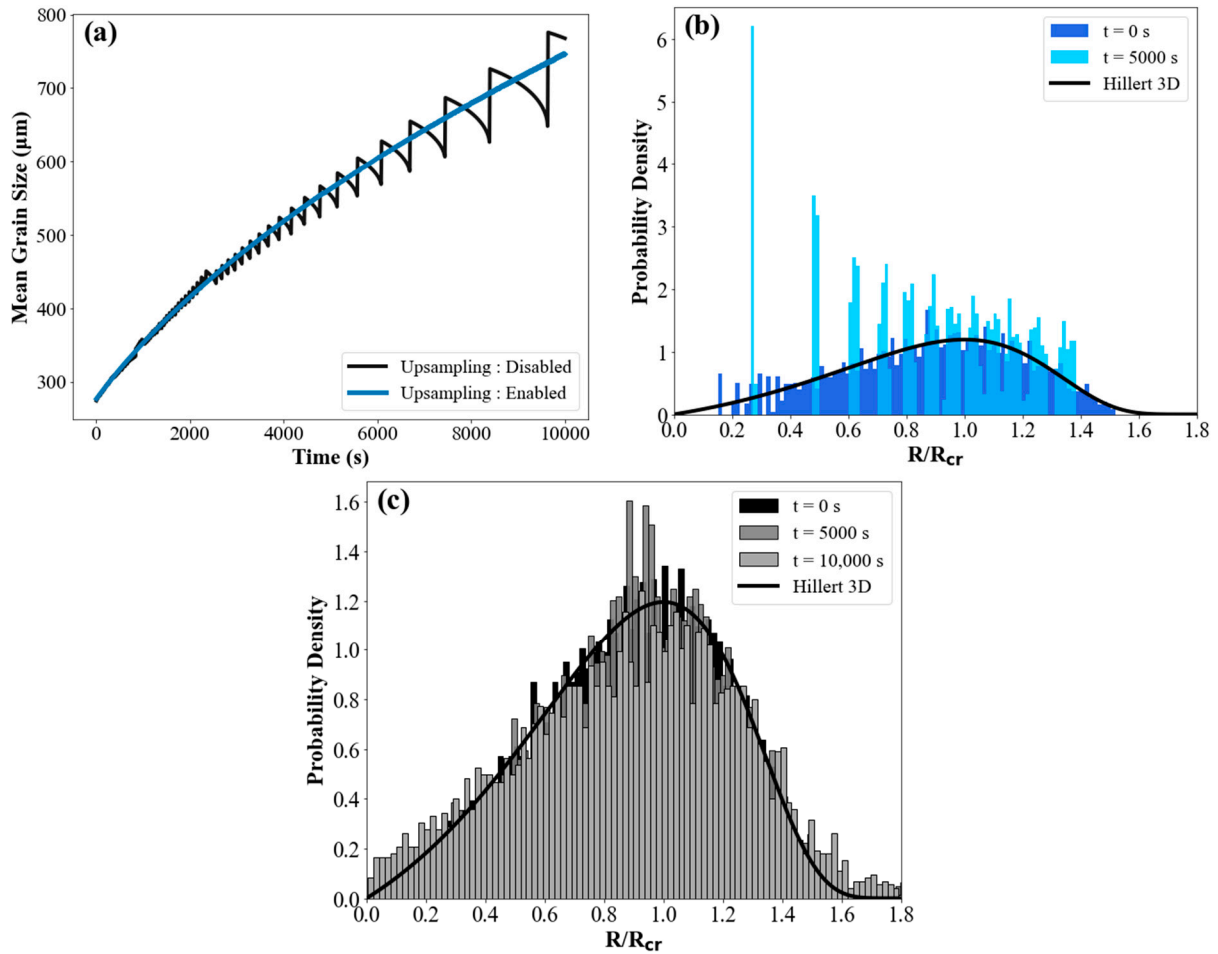 (a)
Mean Grain Size (μm)
800
700
600
500
400
300
0 2000 4000 6000 8000 10000
Time (s)
Upsampling : Disabled
Upsampling : Enabled
(b)
Probability Density
6
5
4
3
2
1
0
0.0 0.2 0.4 0.6 0.8 1.0 1.2 1.4 1.6 1.8
R/Rcr
t = 0 s
t = 5000 s
Hillert 3D
(c)
Probability Density
1.6
1.4
1.2
1.0
0.8
0.6
0.4
0.2
0.0
0.0 0.2 0.4 0.6 0.8 1.0 1.2 1.4 1.6 1.8
R/Rcr
t = 0 s
t = 5000 s
t = 10,000 s
Hillert 3D